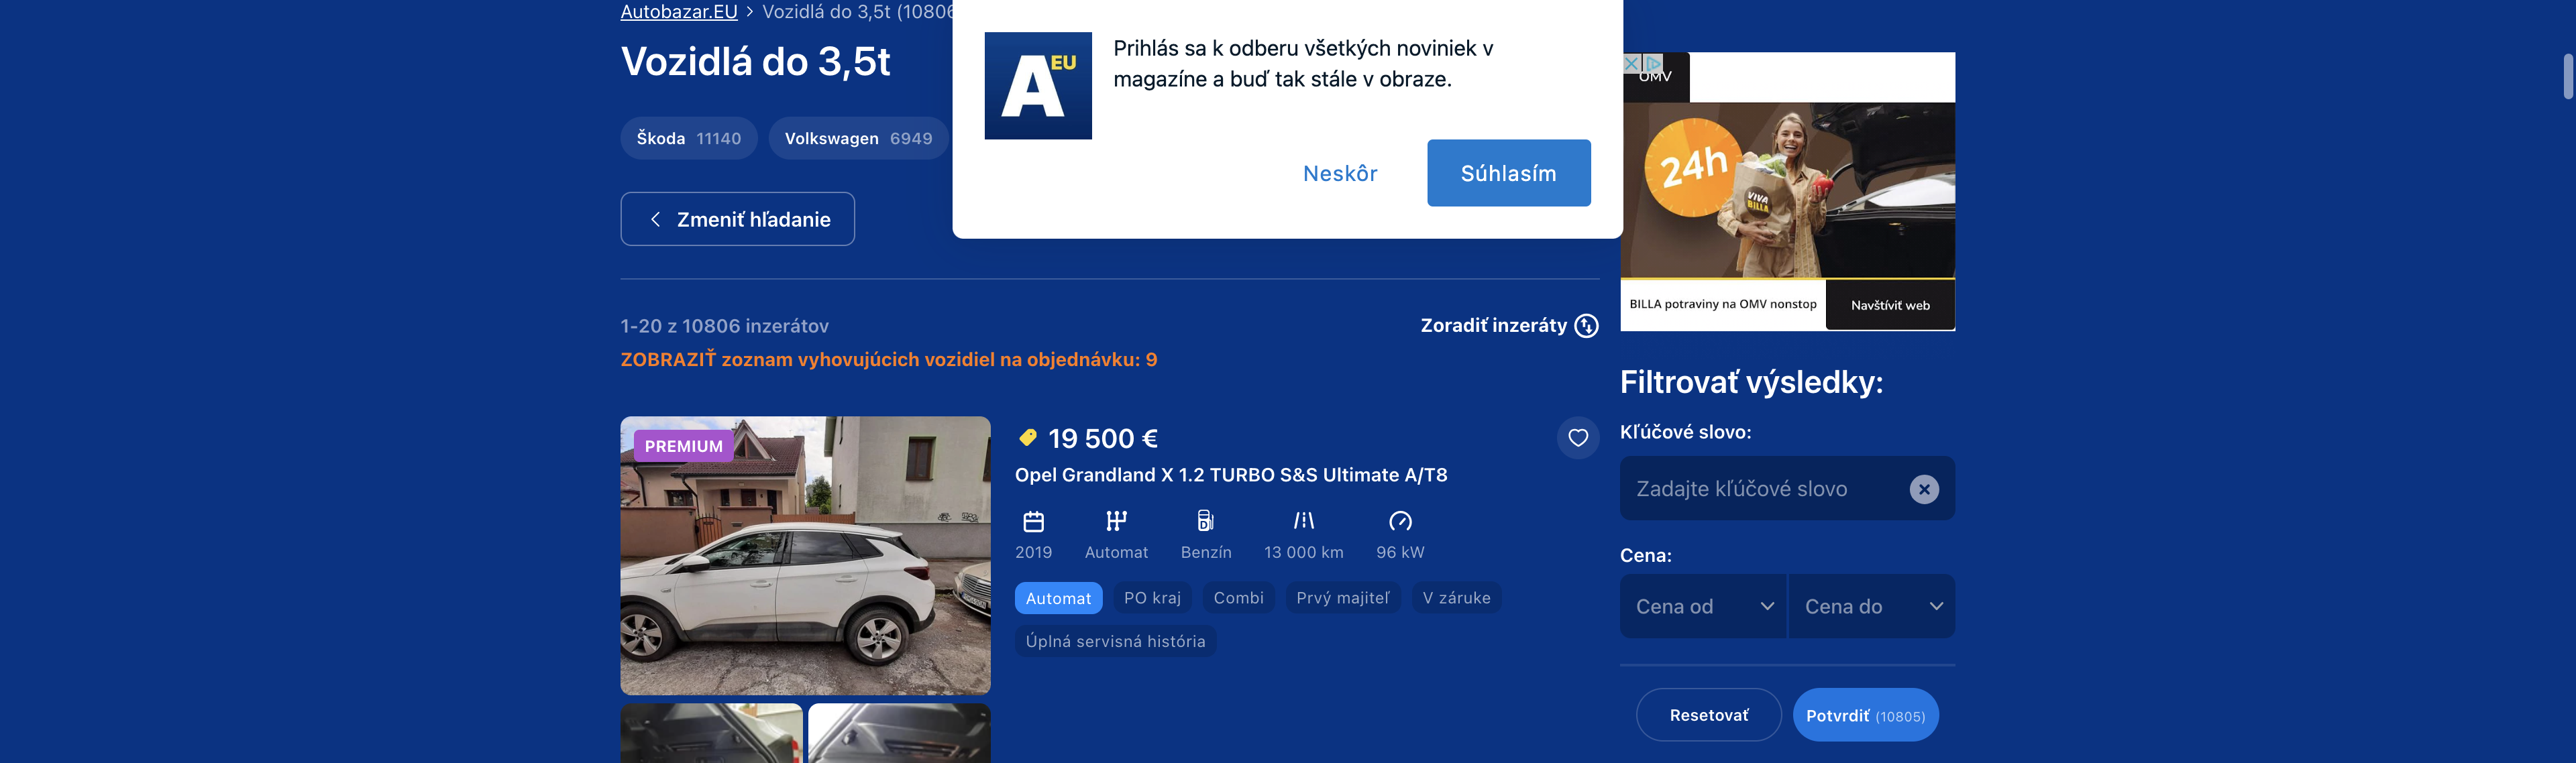 Autobazar.EU > Vozidlá do 3,5t (10806
Vozidlá do 3,5t
Škoda 11140 Volkswagen 6949
Zmeniť hľadanie
A EU
Prihlás sa k odberu všetkých noviniek v
magazíne a buď tak stále v obraze.
Neskôr Súhlasím
OMV
24h
VIVA
BILLA
BILLA potraviny na OMV nonstop Navštíviť web
1-20 z 10806 inzerátov Zoradiť inzeráty
ZOBRAZIŤ zoznam vyhovujúcich vozidiel na objednávku: 9
PREMIUM
19 500 €
Opel Grandland X 1.2 TURBO S&S Ultimate A/T8
D
2019 Automat Benzín 13 000 km 96 kW
Automat PO kraj Combi Prvý majiteľ V záruke
Úplná servisná história
Filtrovať výsledky:
Kľúčové slovo:
Zadajte kľúčové slovo
Cena:
Cena od Cena do
Resetovať Potvrdiť (10805)